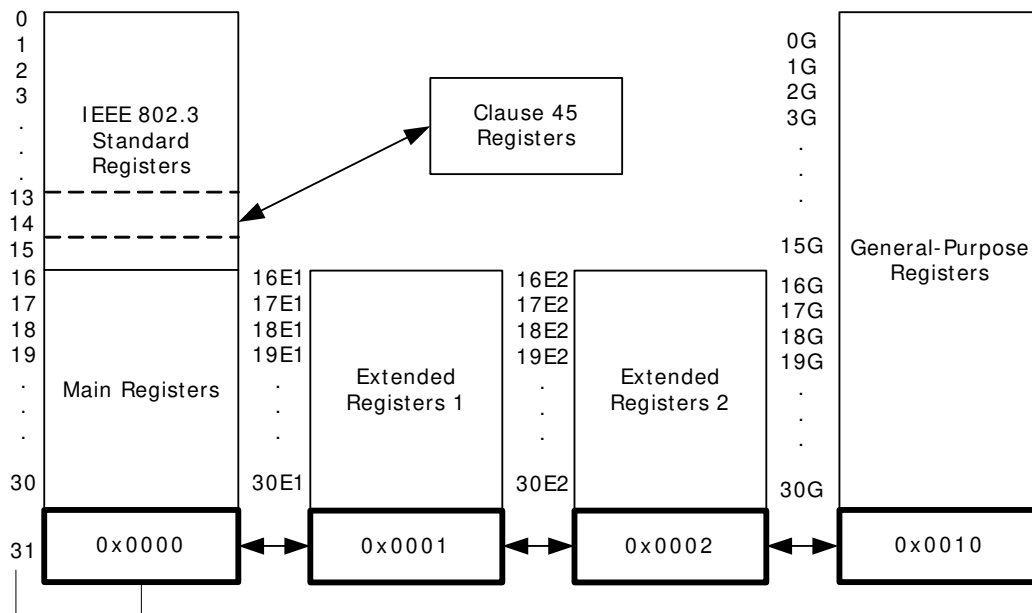 0
1
2
3
.
.
.
13
14
15
16
17
18
19
.
.
.
30
31
IEEE 802.3
Standard
Registers
Main Registers
0x0000
Clause 45
Registers
16E1
17E1
18E1
19E1
.
.
.
30E1
Extended
Registers 1
0x0001
16E2
17E2
18E2
19E2
.
.
.
30E2
Extended
Registers 2
0x0002
0G
1G
2G
3G
.
.
.
15G
16G
17G
18G
19G
.
.
.
30G
General-Purpose
Registers
0x0010